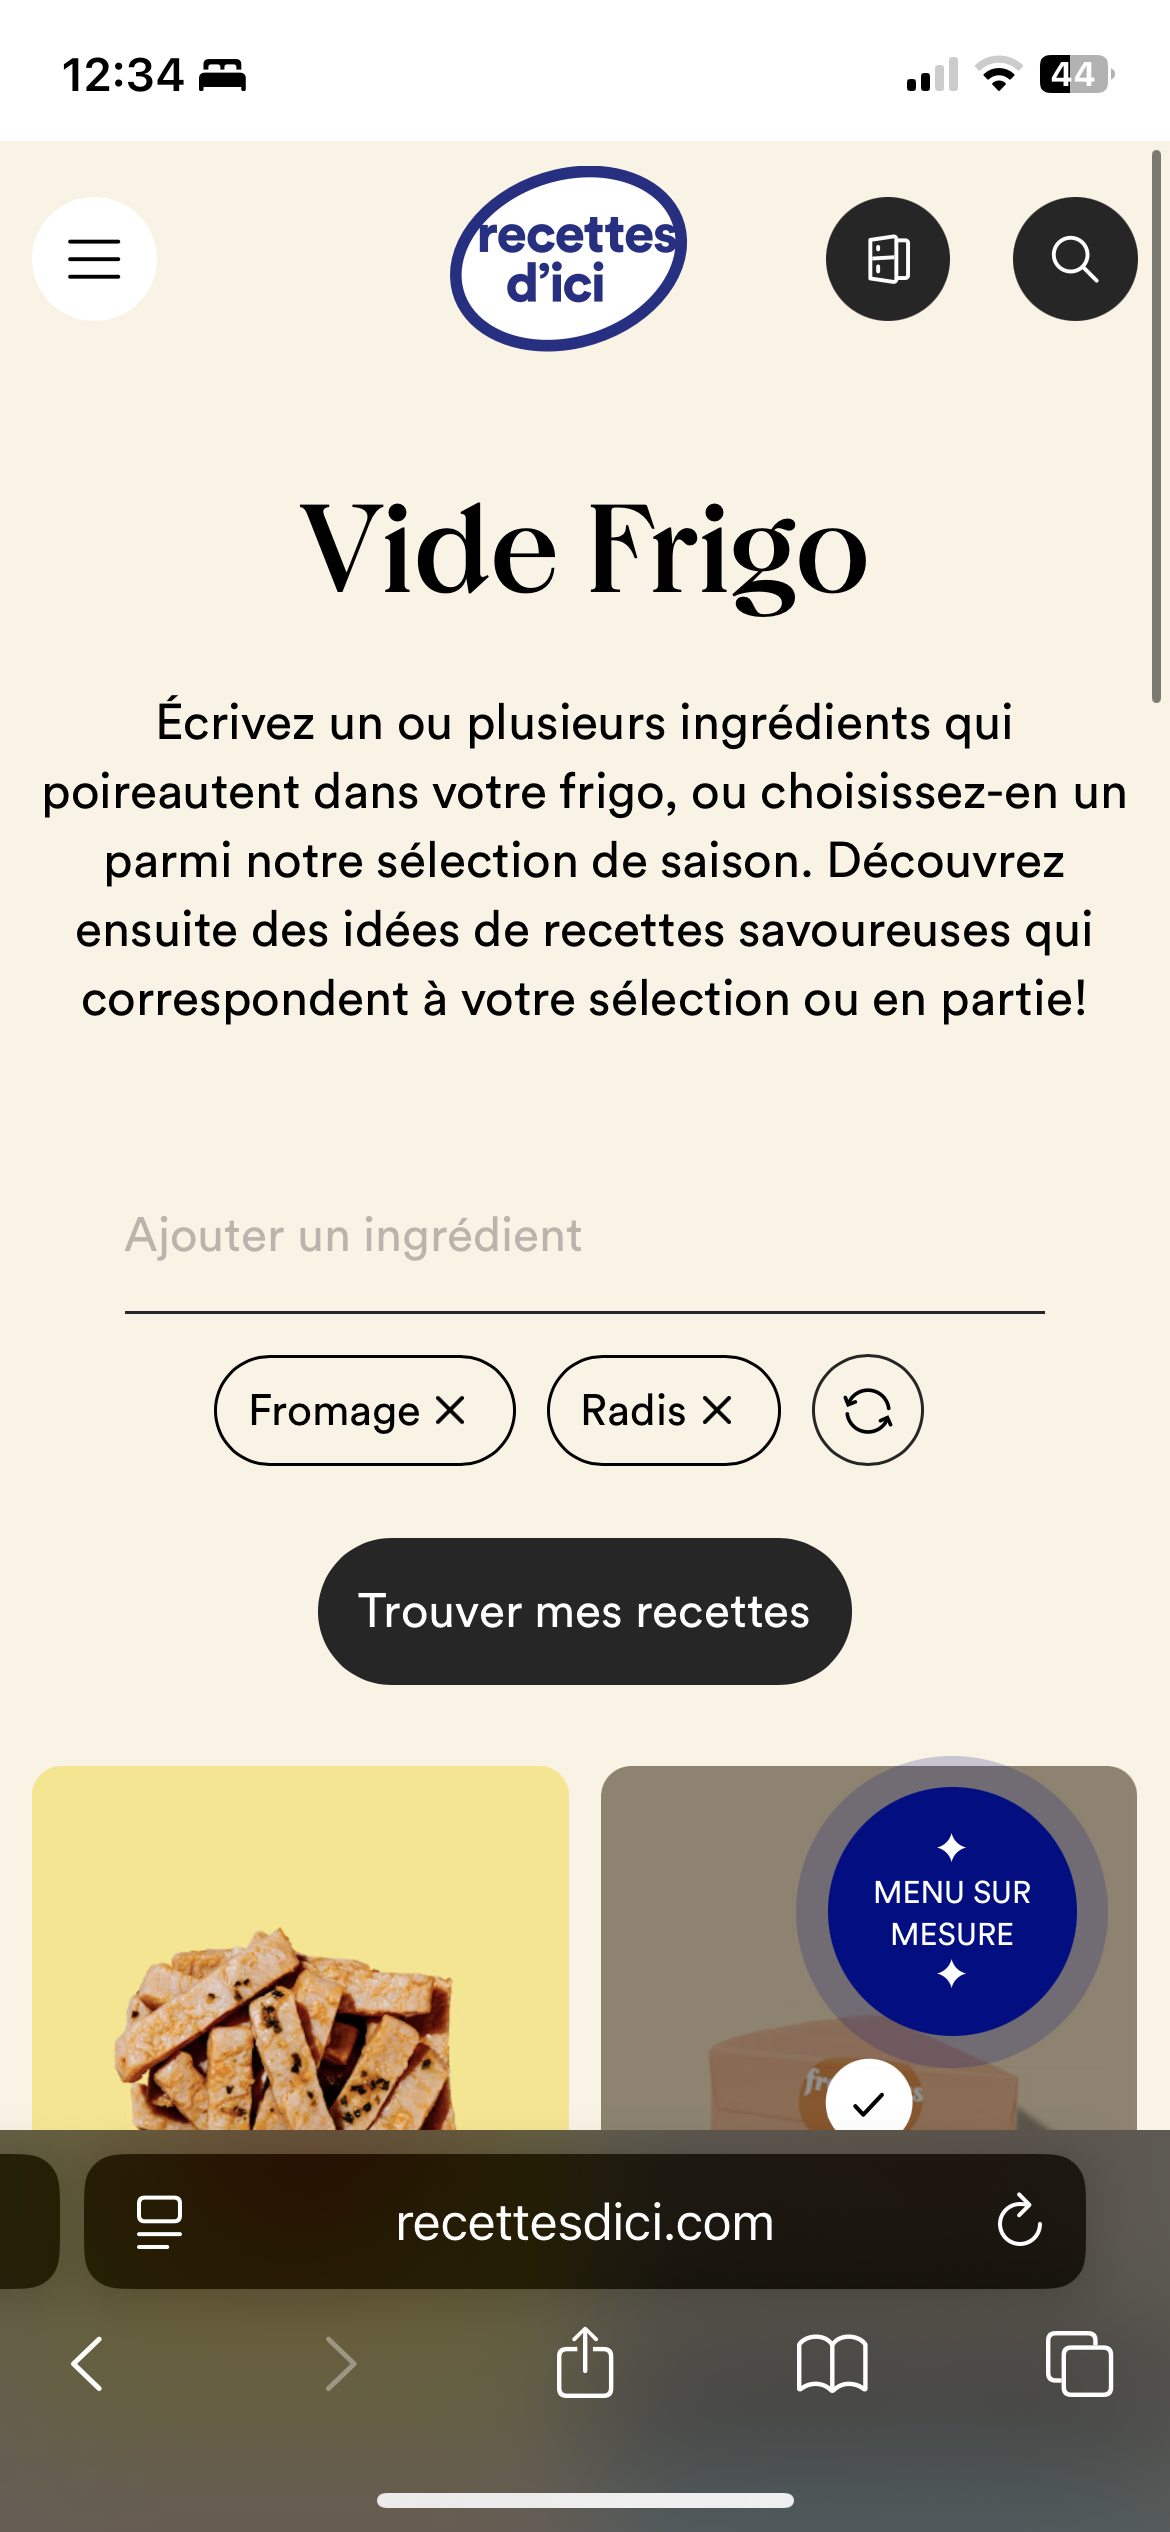 12:34
44
recettes
d'ici
Vide Frigo
Écrivez un ou plusieurs ingrédients qui
poireautent dans votre frigo, ou choisissez-en un
parmi notre sélection de saison. Découvrez
ensuite des idées de recettes savoureuses qui
correspondent à votre sélection ou en partie!
Ajouter un ingrédient
Fromage
Radis
Trouver mes recettes
MENU SUR
MESURE
recettesdici.com